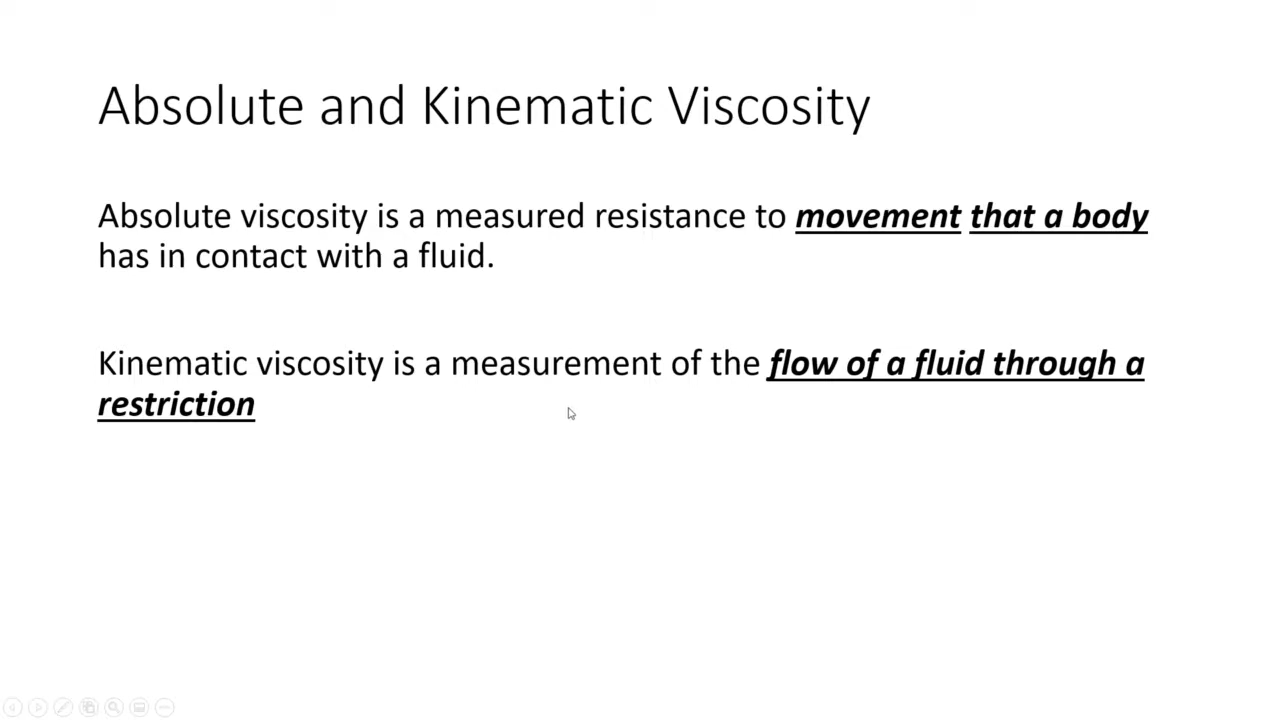 Absolute and Kinematic Viscosity
Absolute viscosity is a measured resistance to movement that a body
has in contact with a fluid.
Kinematic viscosity is a measurement of the flow of a fluid through a
restriction